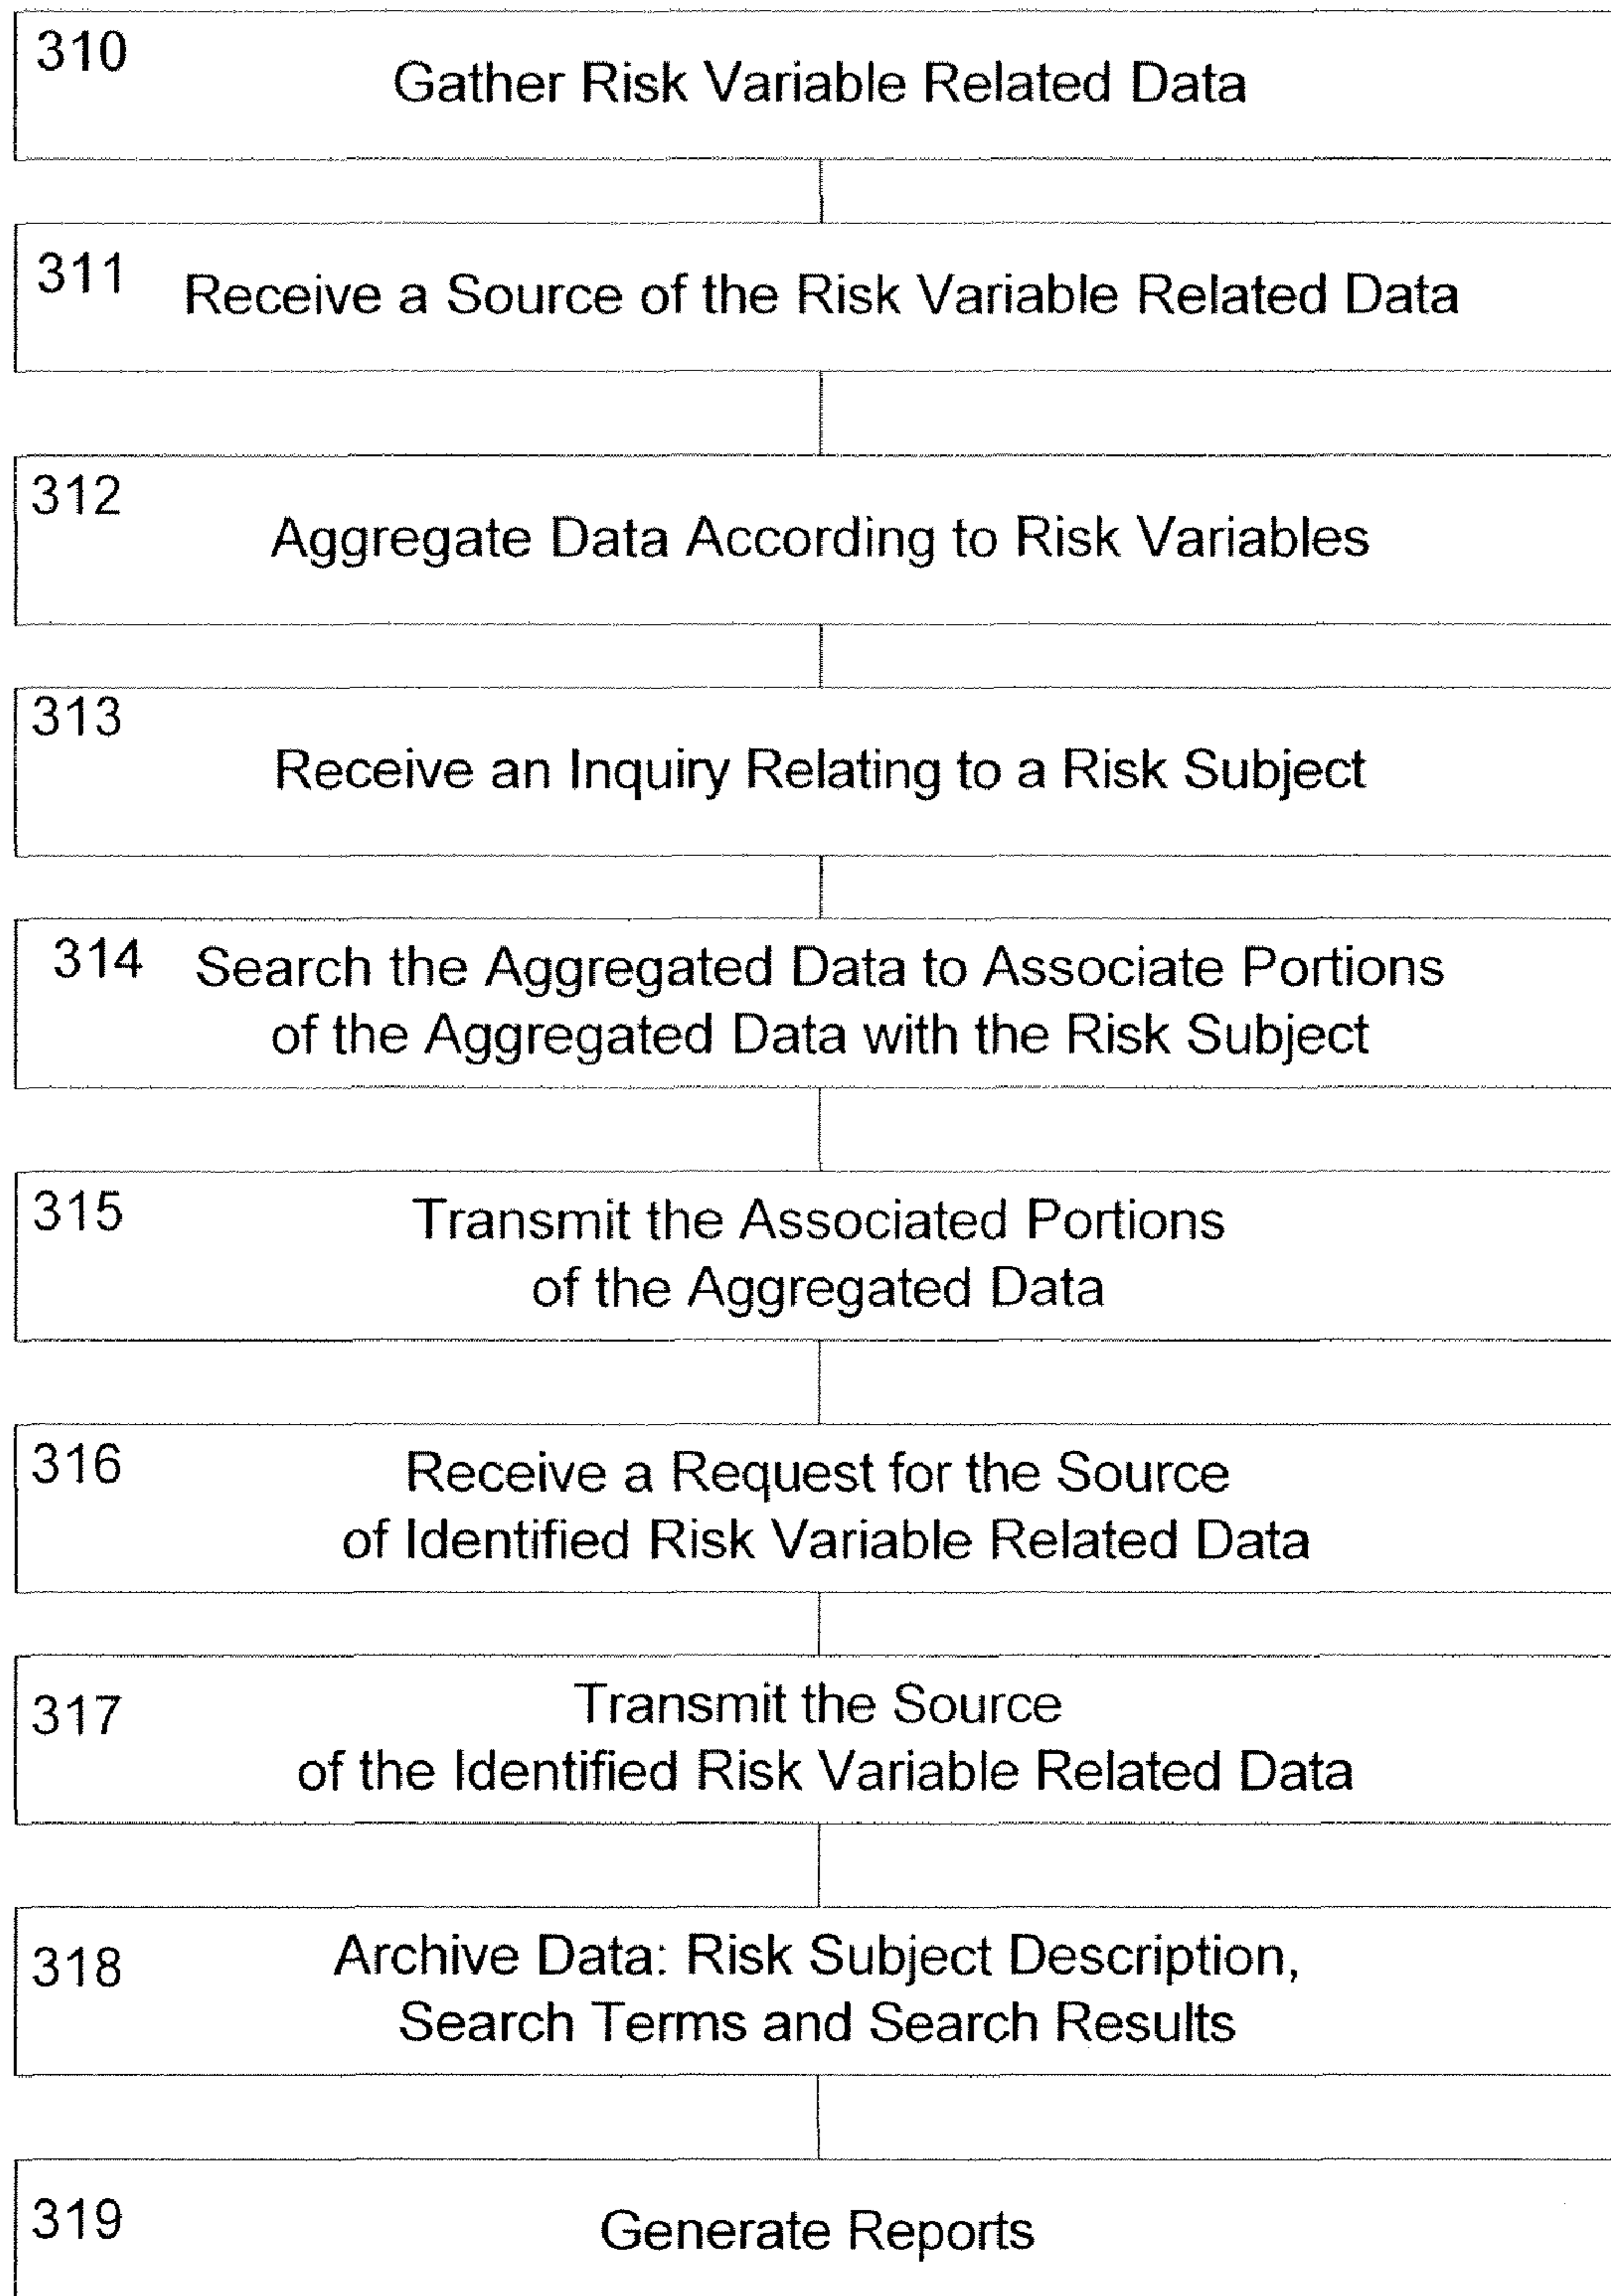 310
Gather Risk Variable Related Data
311
Receive a Source of the Risk Variable Related Data
312
Aggregate Data According to Risk Variables
313
Receive an Inquiry Relating to a Risk Subject
314
Search the Aggregated Data to Associate Portions
of the Aggregated Data with the Risk Subject
315
Transmit the Associated Portions
of the Aggregated Data
316
Receive a Request for the Source
of Identified Risk Variable Related Data
317
Transmit the Source
of the Identified Risk Variable Related Data
318
Archive Data: Risk Subject Description,
Search Terms and Search Results
319
Generate Reports